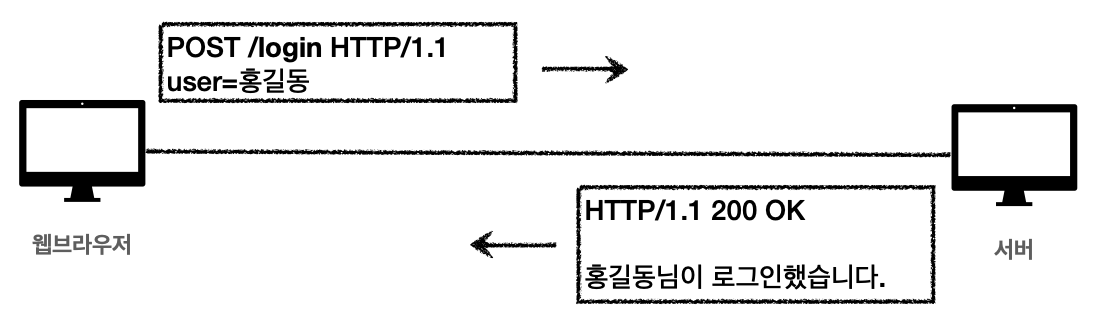 POST /login HTTP/1.1
user=홍길동
웹브라우저
서버
HTTP/1.1 200 OK
홍길동님이 로그인했습니다.